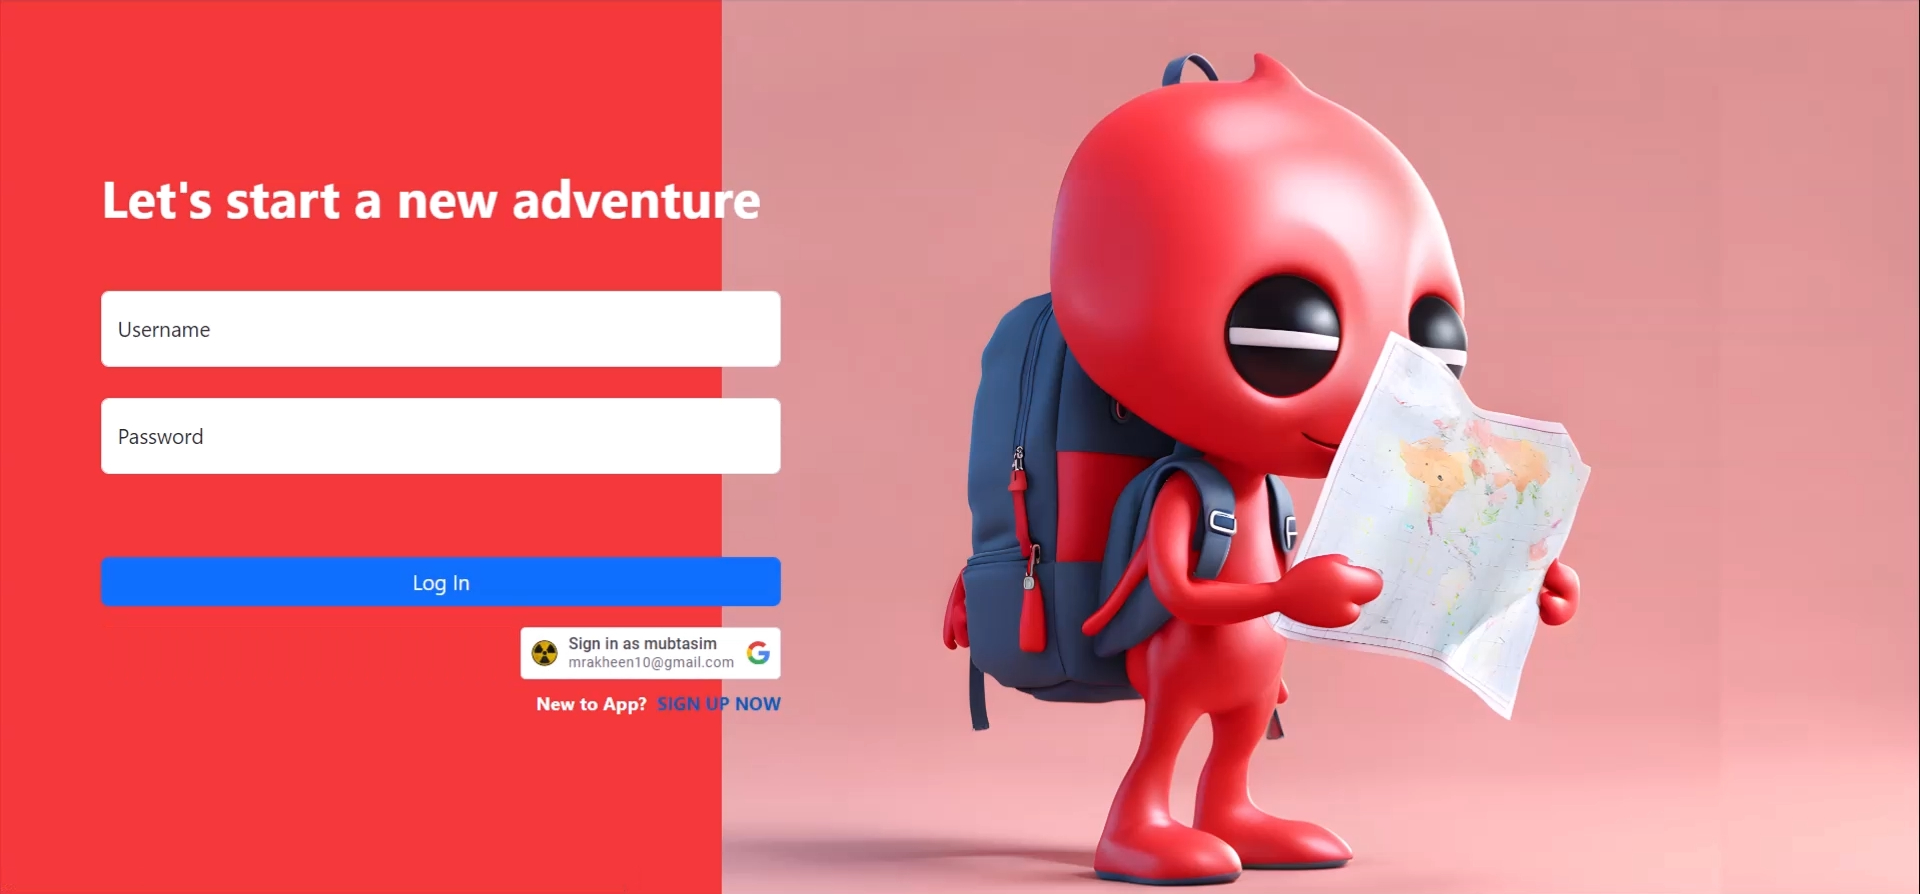 Let's start a new adventure
Username
Password
Log In
Sign in as mubtasim
mrakheen10@gmail.com
New to App? SIGN UP NOW